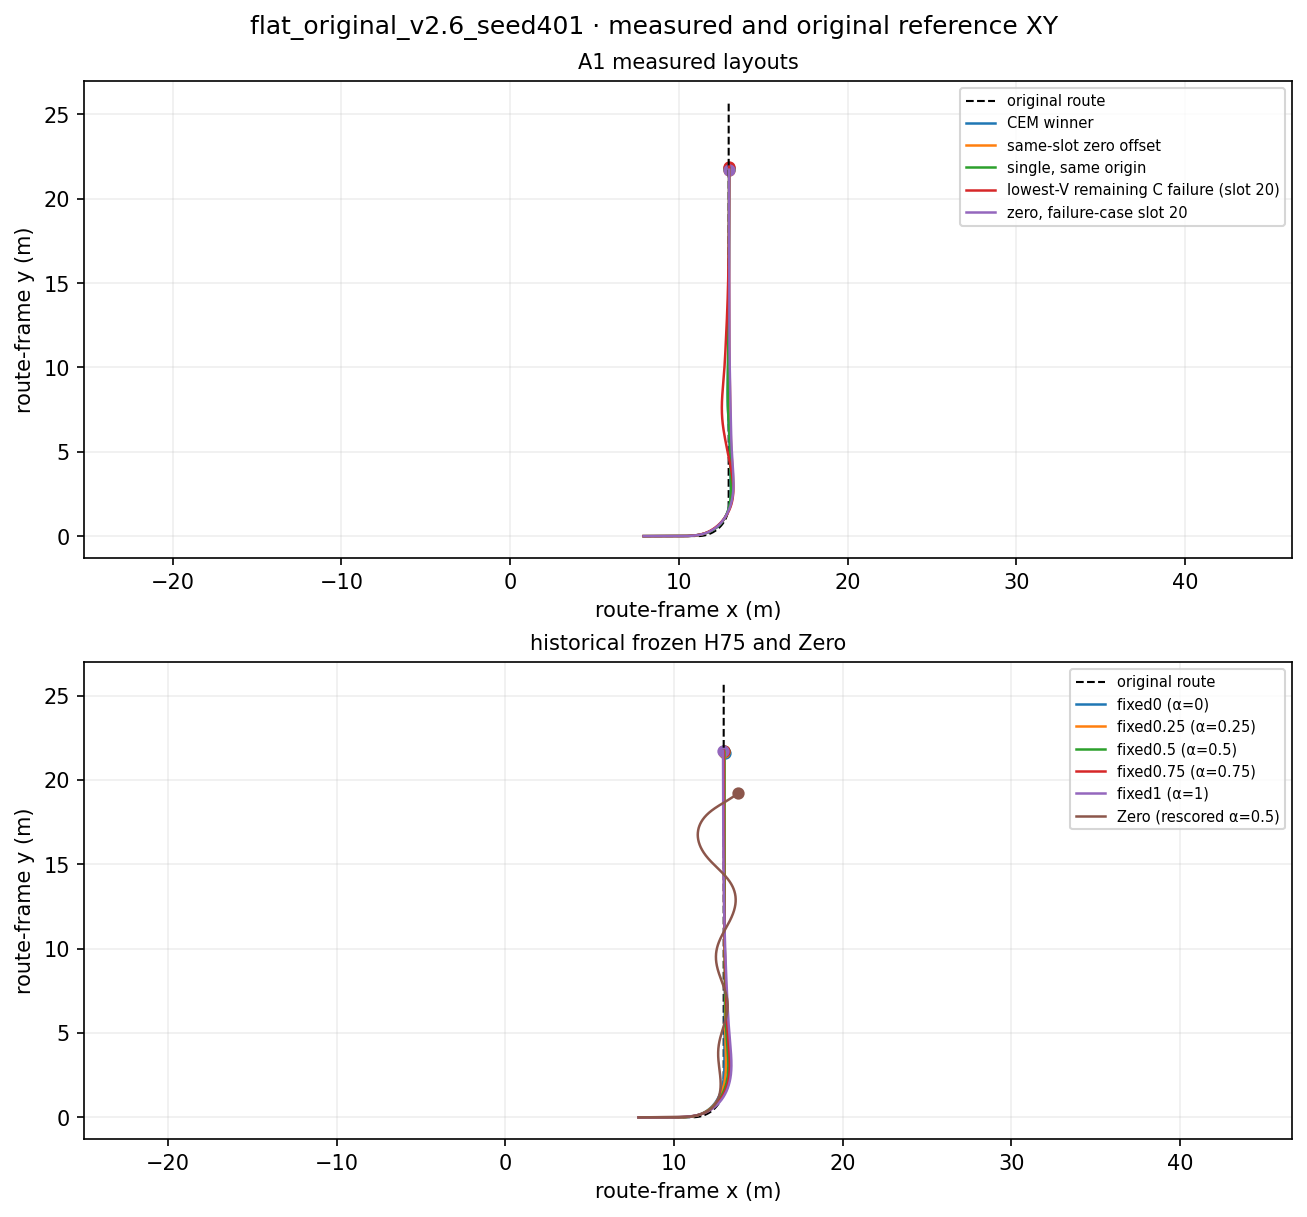 flat_original_v2.6_seed401 · measured and original reference XY
A1 measured layouts
original route
CEM winner
same-slot zero offset
single, same origin
lowest-V remaining C failure (slot 20)
zero, failure-case slot 20
25
20
15
10
5
0
route-frame y (m)
−20
−10
0
10
20
30
40
route-frame x (m)
historical frozen H75 and Zero
original route
fixed0 (α=0)
fixed0.25 (α=0.25)
fixed0.5 (α=0.5)
fixed0.75 (α=0.75)
fixed1 (α=1)
Zero (rescored α=0.5)
25
20
15
10
5
0
route-frame y (m)
−20
−10
0
10
20
30
40
route-frame x (m)